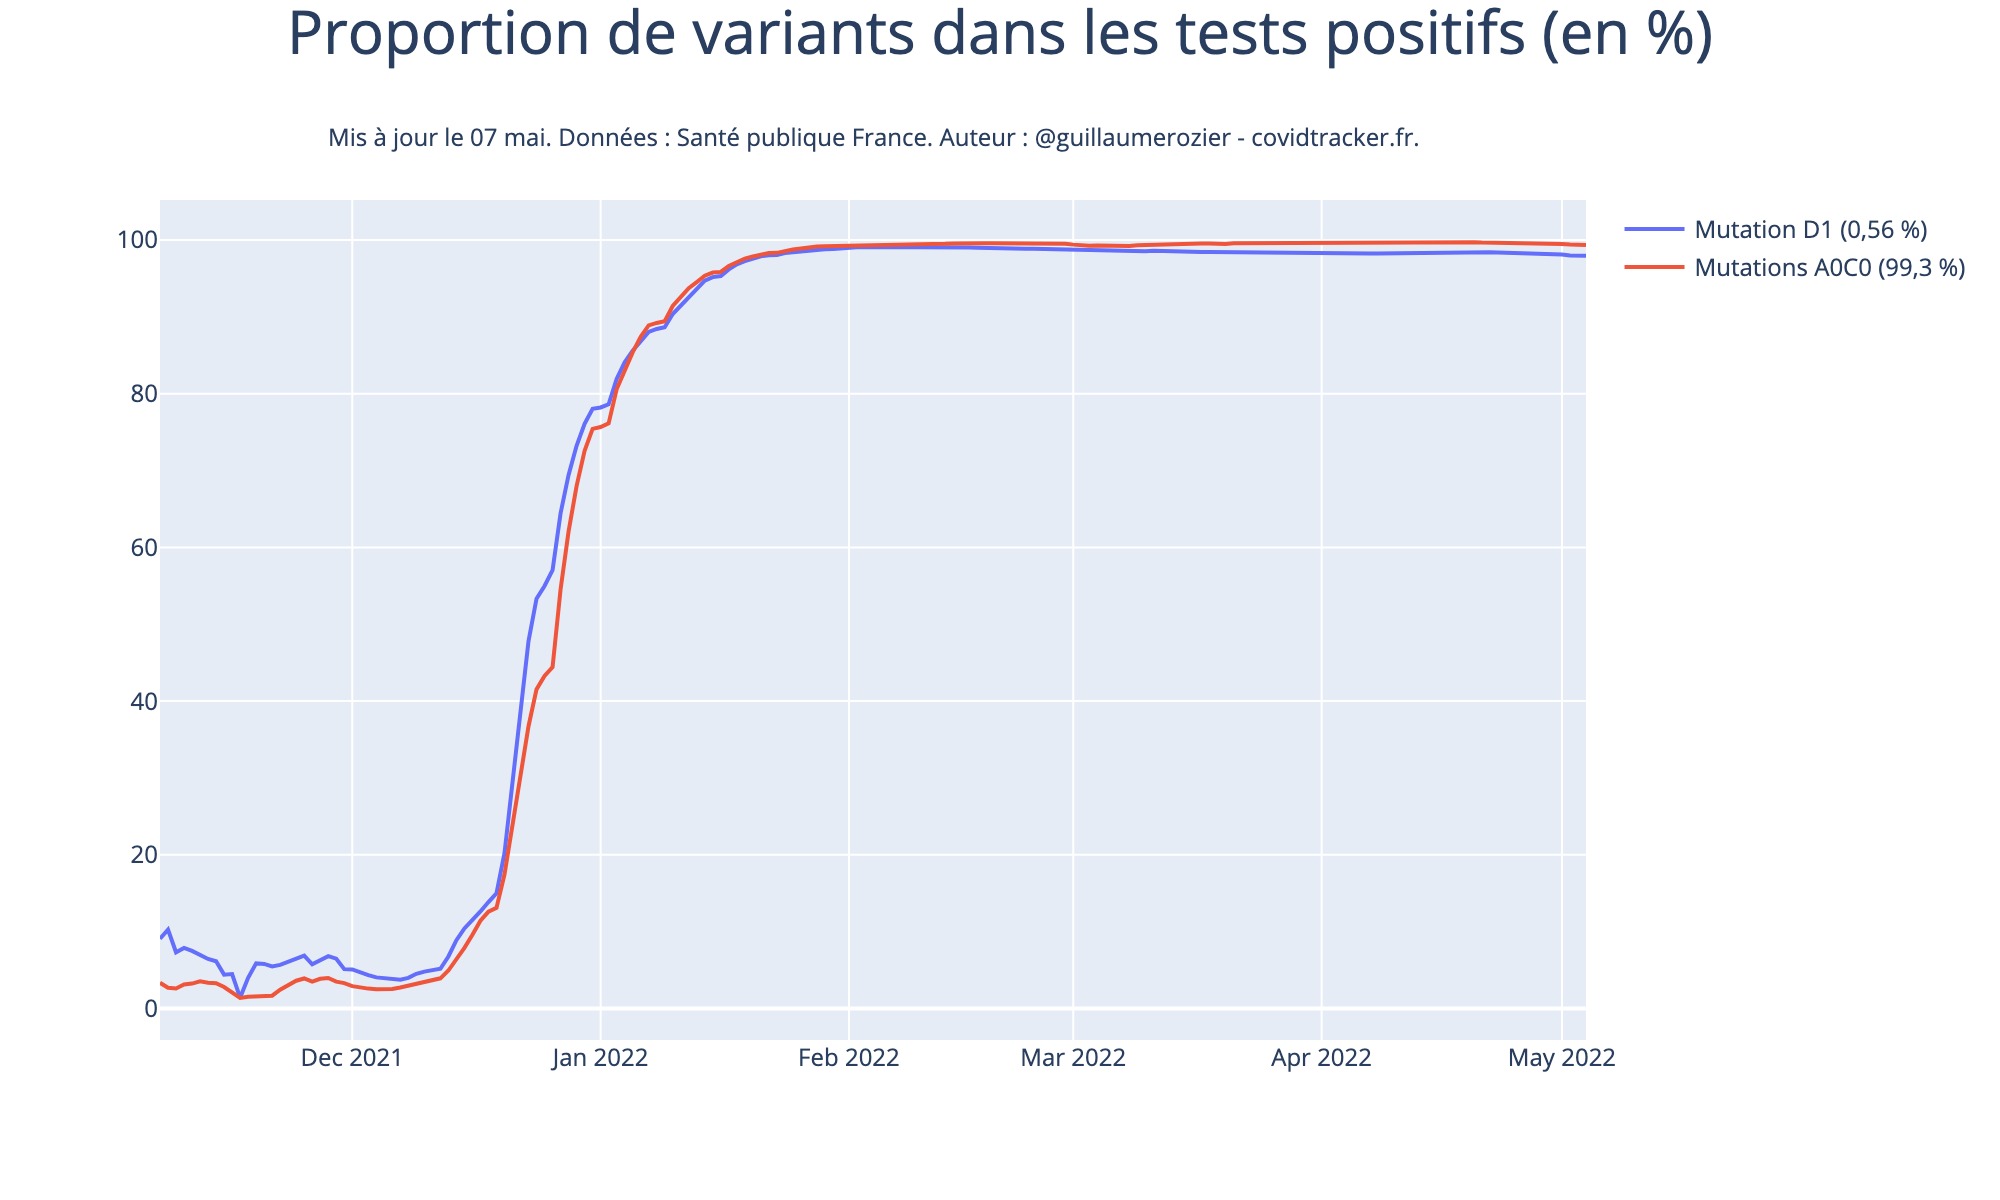 Proportion de variants dans les tests positifs (en %)
Mis à jour le 07 mai. Données : Santé publique France. Auteur : @guillaumerozier - covidtracker.fr.
Mutation D1 (0,56 %)
Mutations A0C0 (99,3 %)
100
80
60
40
20
0
Dec 2021
Jan 2022
Feb 2022
Mar 2022
Apr 2022
May 2022